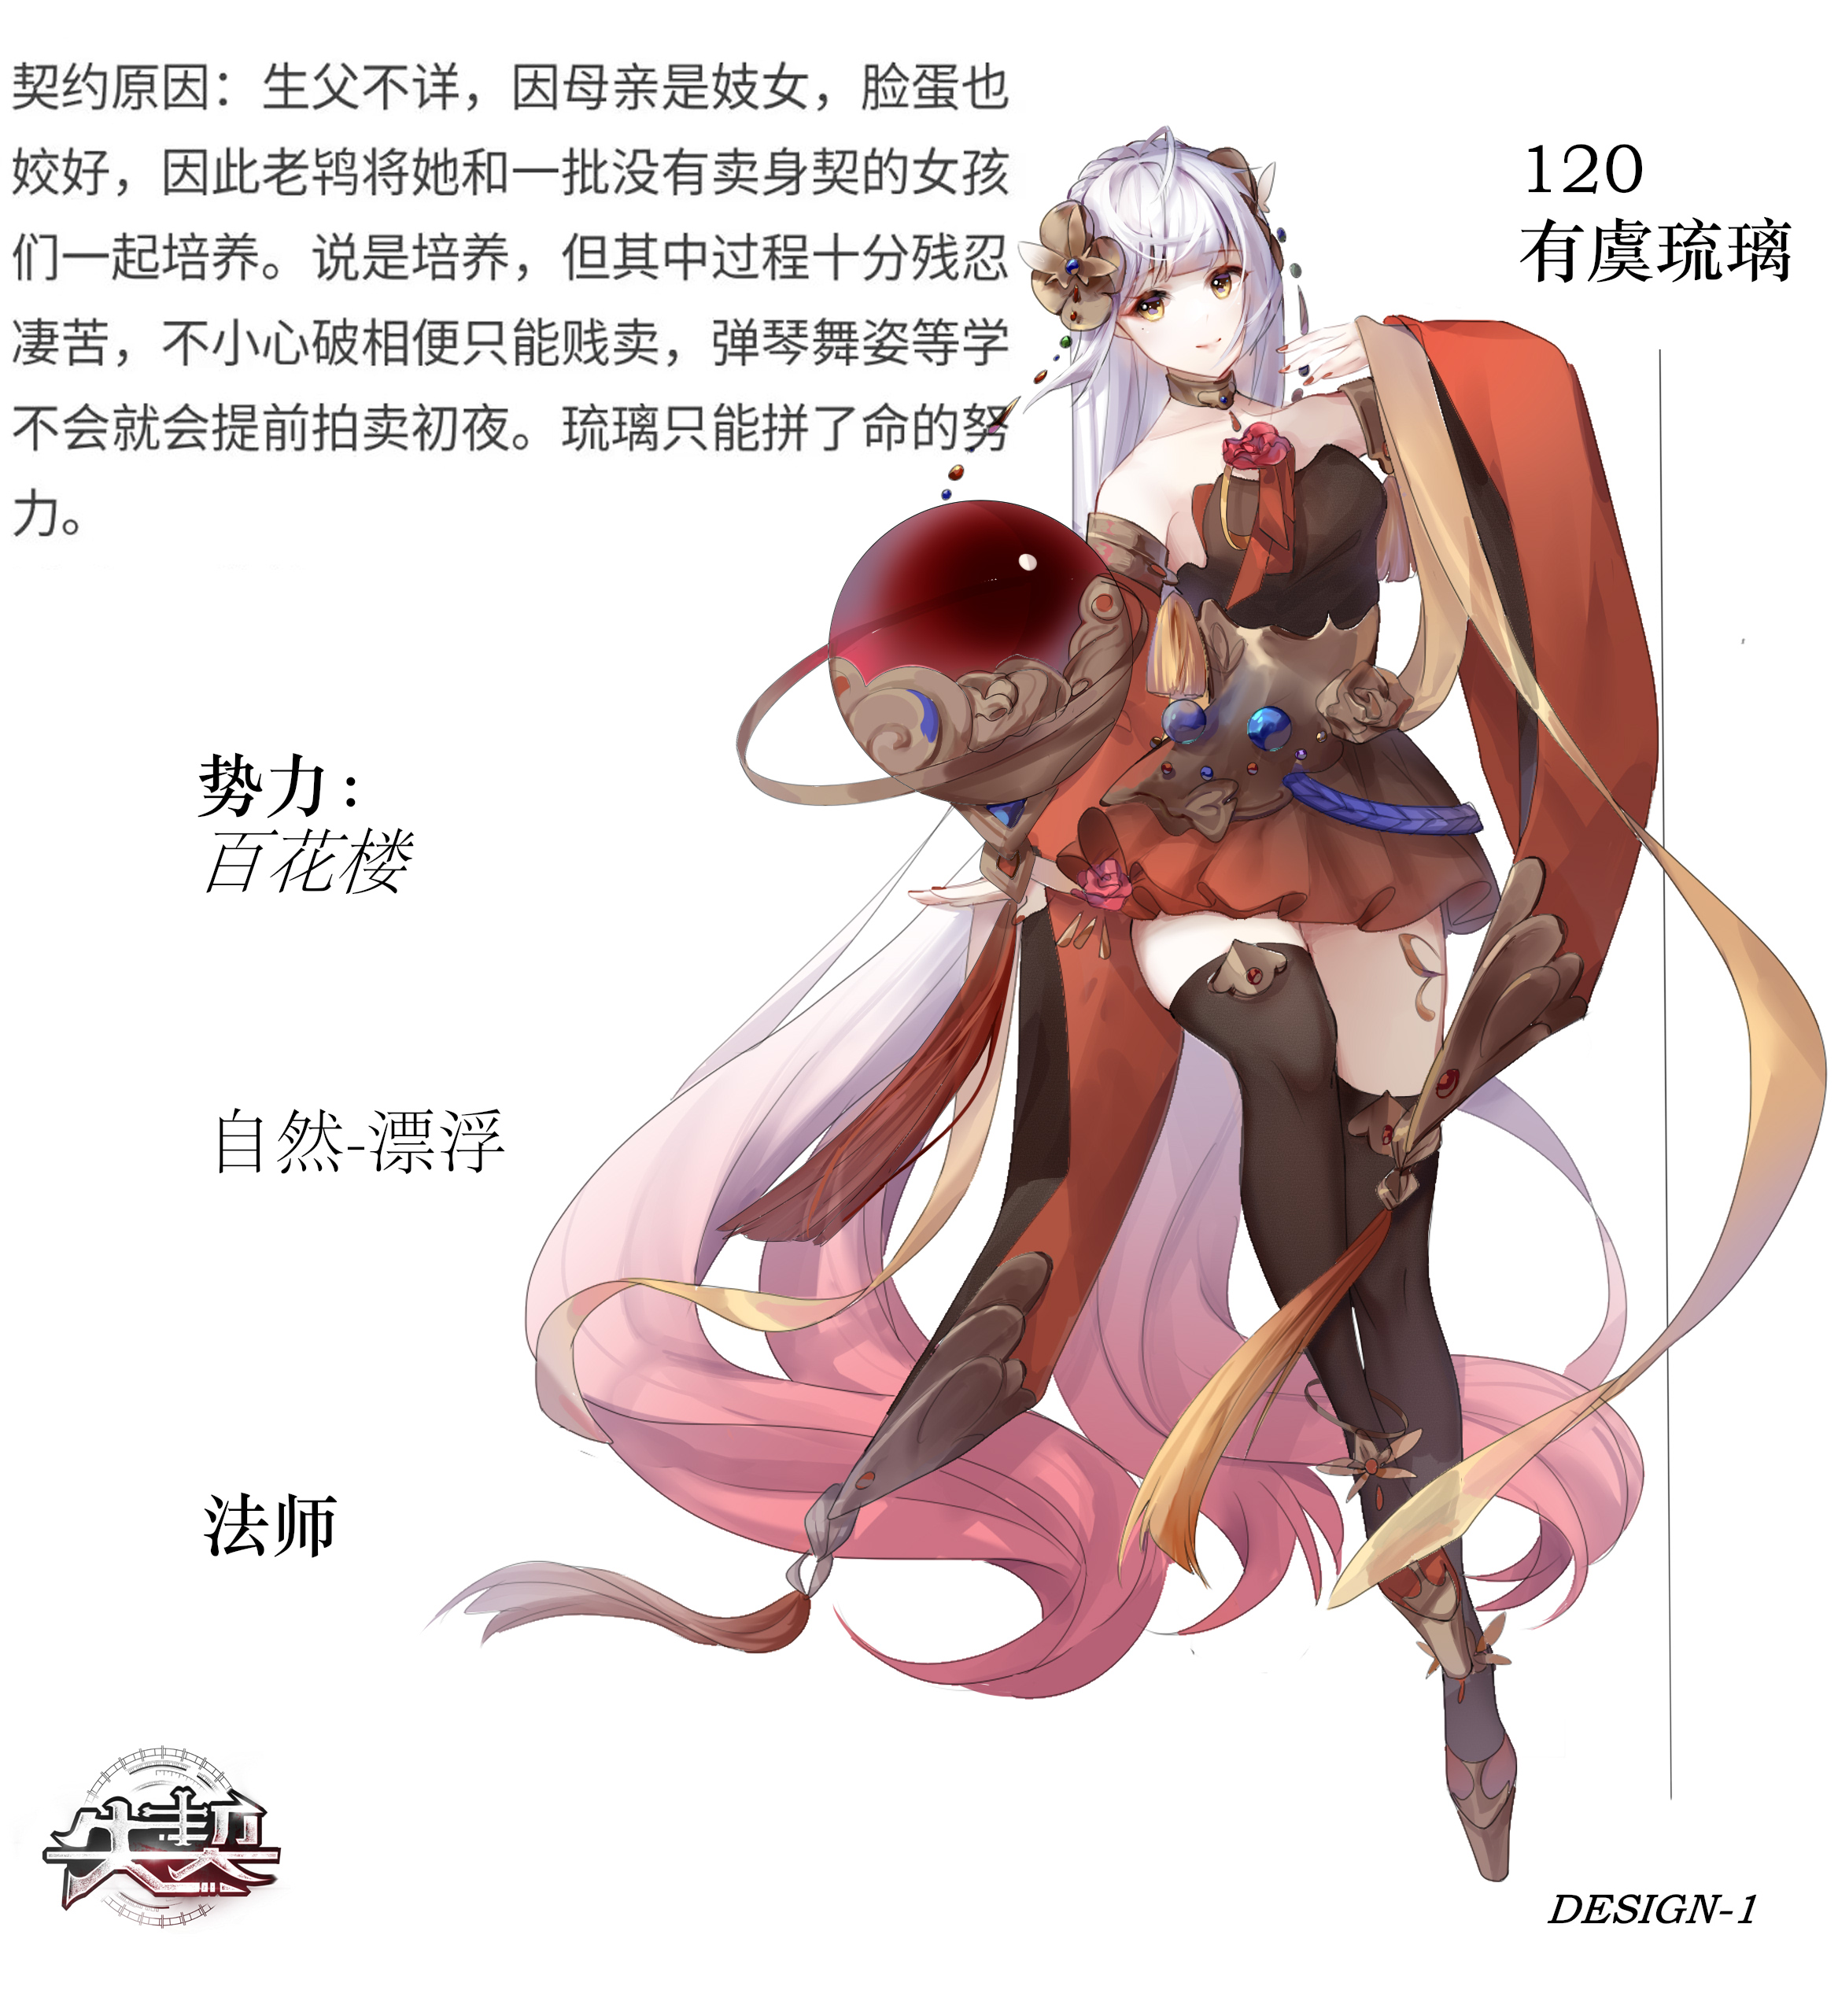 契约原因：生父不详，因母亲是妓女，脸蛋也
姣好，因此老鸨将她和一批没有卖身契的女孩
们一起培养。说是培养，但其中过程十分残忍
凄苦，不小心破相便只能贱卖，弹琴舞姿等学
不会就会提前拍卖初夜。琉璃只能拼了命的努
力。
120
有虞琉璃
势力：
百花楼
自然-漂浮
法师
失契
DESIGN-1